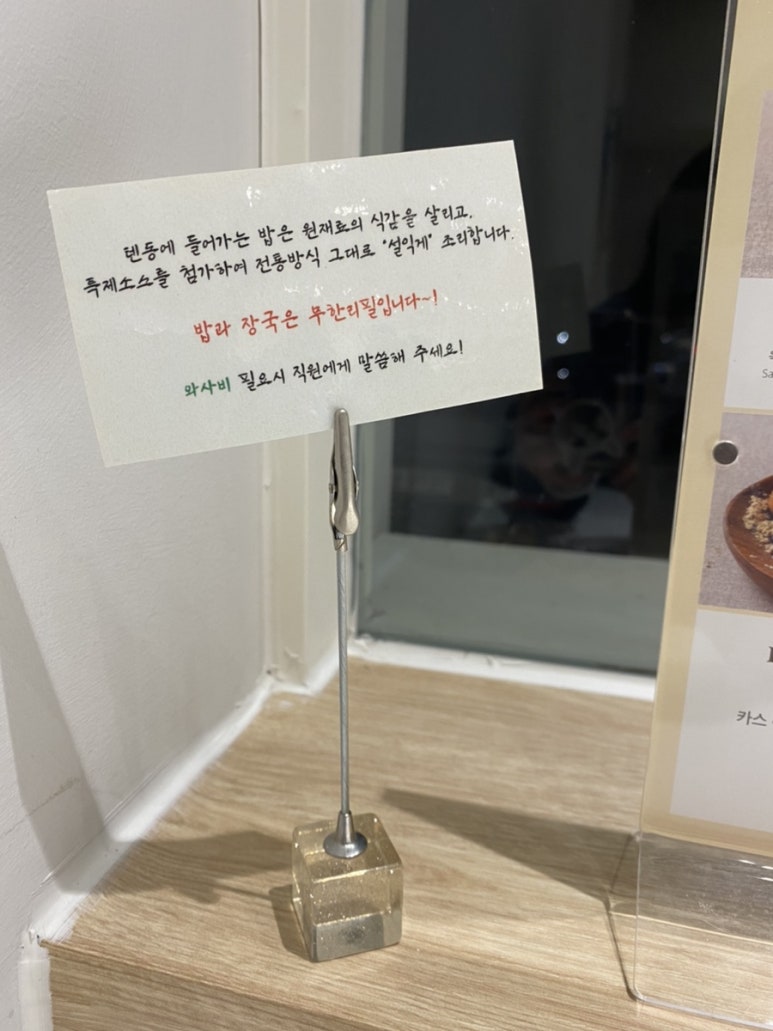 텐동에 들어가는 밥은 원재료의 식감을 살리고,
특제소스를 첨가하여 전통방식 그대로 "설익게" 조리합니다.
밥과 장국은 무한리필입니다~!
와사비 필요시 직원에게 말씀해 주세요!
Sa
카스